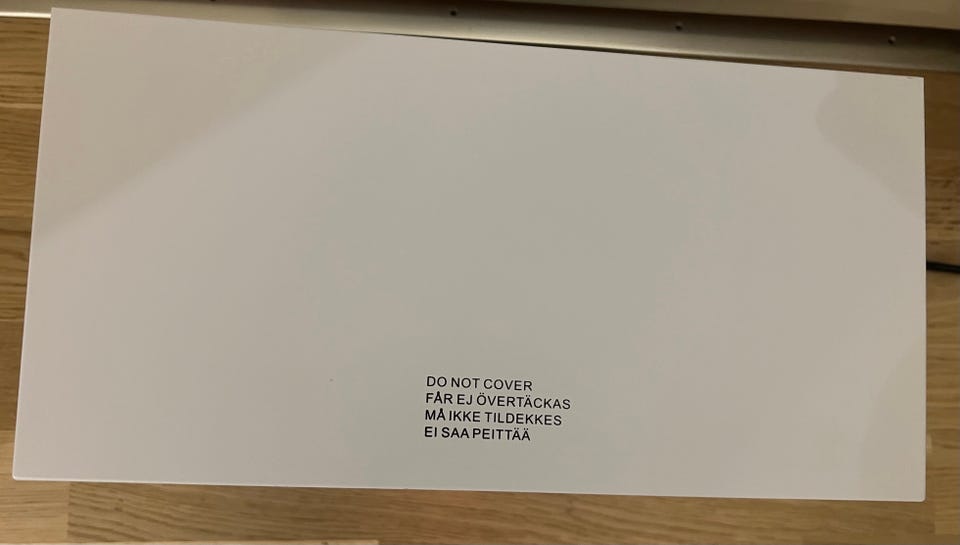 DO NOT COVER
FÅR EJ ÖVERTÄCKAS
MÅ IKKE TILDEKKES
EI SAA PEITTÄÄ